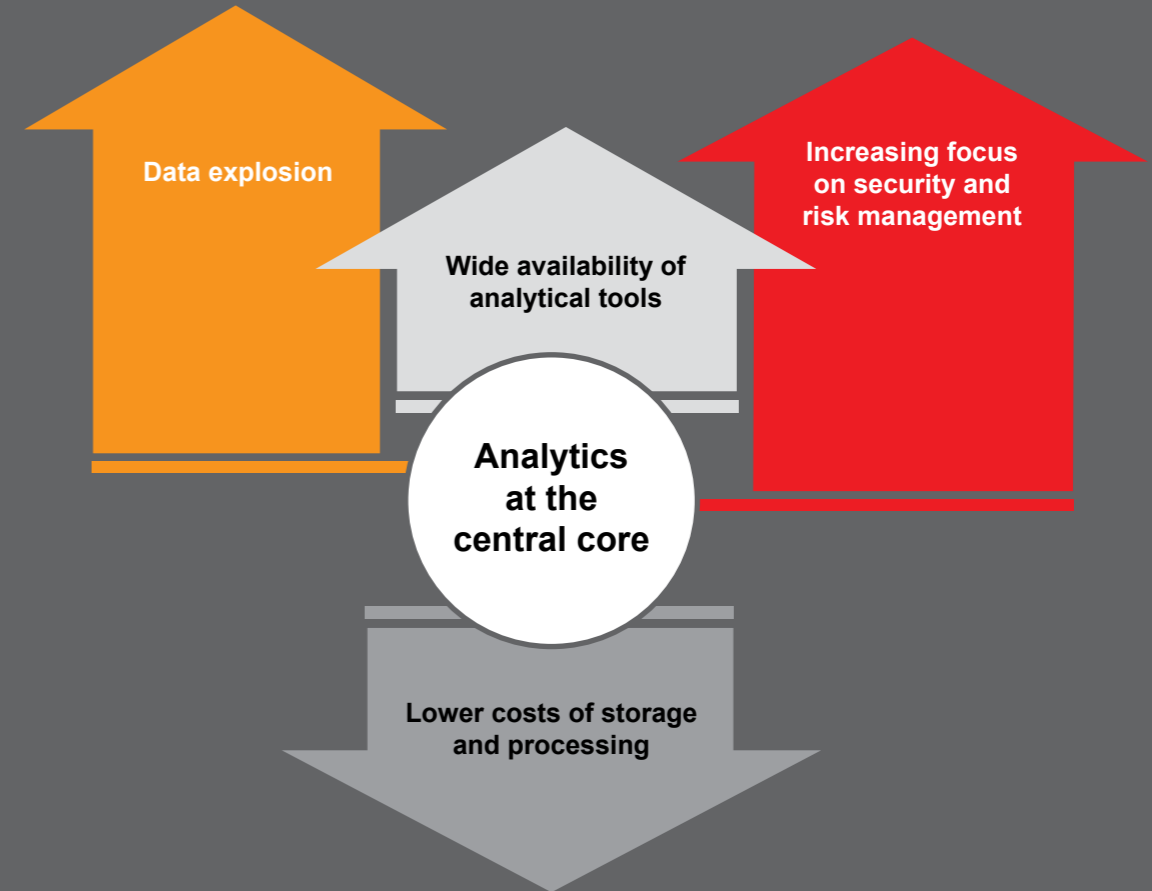 Data explosion
Increasing focus
on security and
risk management
Wide availability of
analytical tools
Analytics
at the
central core
Lower costs of storage
and processing